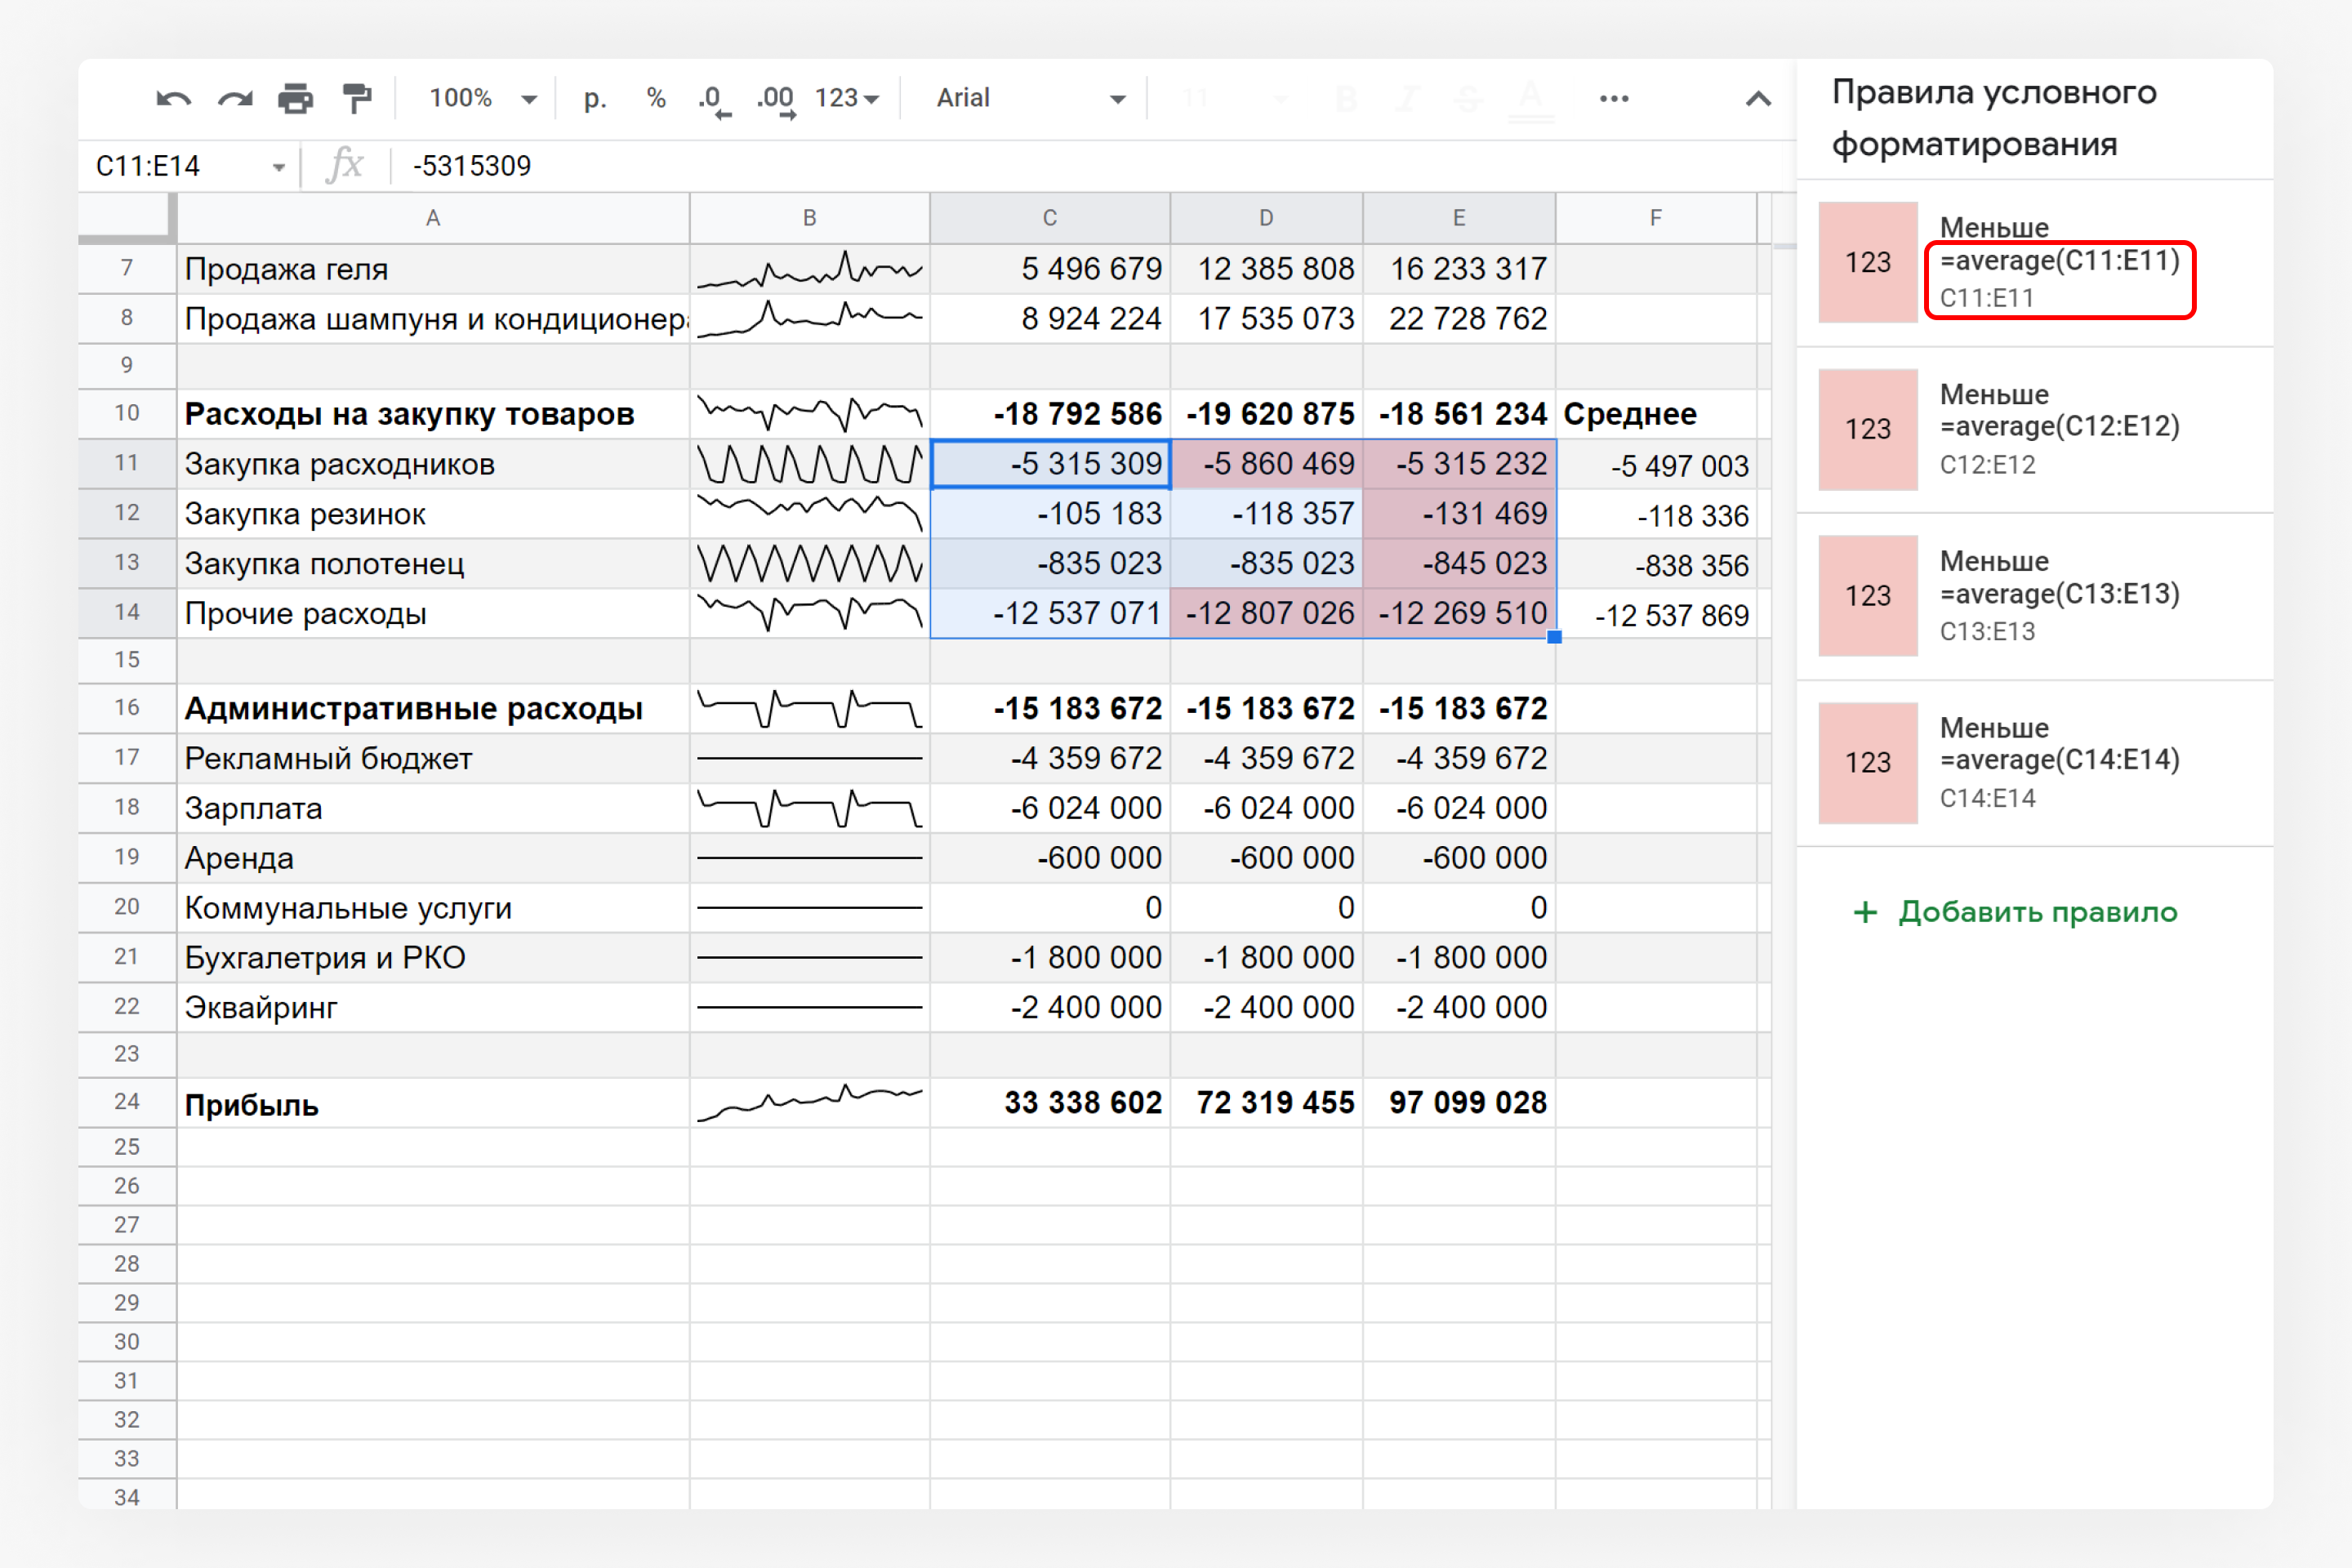 100% р. % .0 .00 123 Arial 11 B I S A
C11:E14 fx -5315309
A B C D E F
7 Продажа геля 5 496 679 12 385 808 16 233 317
8 Продажа шампуня и кондиционера 8 924 224 17 535 073 22 728 762
9
10 Расходы на закупку товаров -18 792 586 -19 620 875 -18 561 234 Среднее
11 Закупка расходников -5 315 309 -5 860 469 -5 315 232 -5 497 003
12 Закупка резинок -105 183 -118 357 -131 469 -118 336
13 Закупка полотенец -835 023 -835 023 -845 023 -838 356
14 Прочие расходы -12 537 071 -12 807 026 -12 269 510 -12 537 869
15
16 Административные расходы -15 183 672 -15 183 672 -15 183 672
17 Рекламный бюджет -4 359 672 -4 359 672 -4 359 672
18 Зарплата -6 024 000 -6 024 000 -6 024 000
19 Аренда -600 000 -600 000 -600 000
20 Коммунальные услуги 0 0 0
21 Бухгалетрия и РКО -1 800 000 -1 800 000 -1 800 000
22 Эквайринг -2 400 000 -2 400 000 -2 400 000
23
24 Прибыль 33 338 602 72 319 455 97 099 028
25
26
27
28
29
30
31
32
33
34
Правила условного
форматирования
123
Меньше
=average(C11:E11)
C11:E11
123
Меньше
=average(C12:E12)
C12:E12
123
Меньше
=average(C13:E13)
C13:E13
123
Меньше
=average(C14:E14)
C14:E14
+ Добавить правило